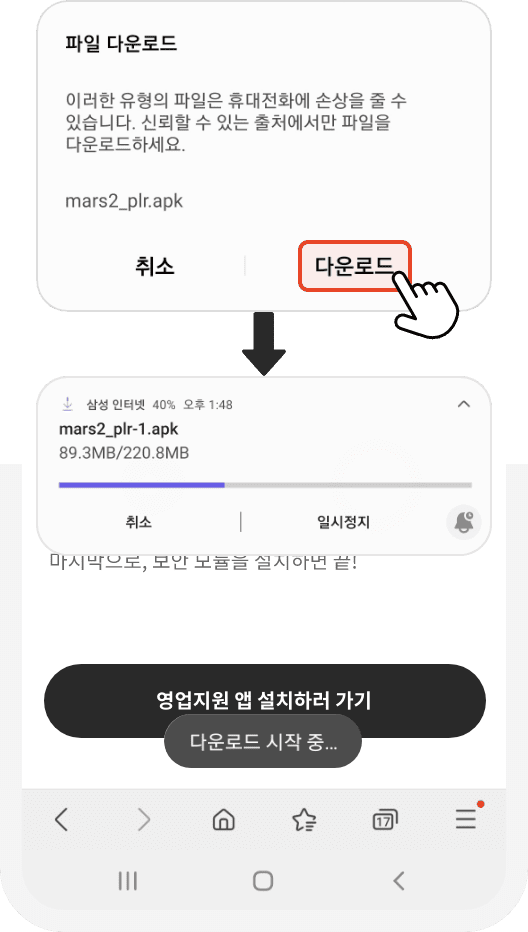 파일 다운로드
이러한 유형의 파일은 휴대전화에 손상을 줄 수
있습니다. 신뢰할 수 있는 출처에서만 파일을
다운로드하세요.
mars2_plr.apk
취소 다운로드
삼성 인터넷 40% 오후 1:48
mars2_plr-1.apk
89.3MB/220.8MB
취소 일시정지
마지막으로, 보안 모듈을 설치하면 끝!
영업지원 앱 설치하러 가기
다운로드 시작 중...
17